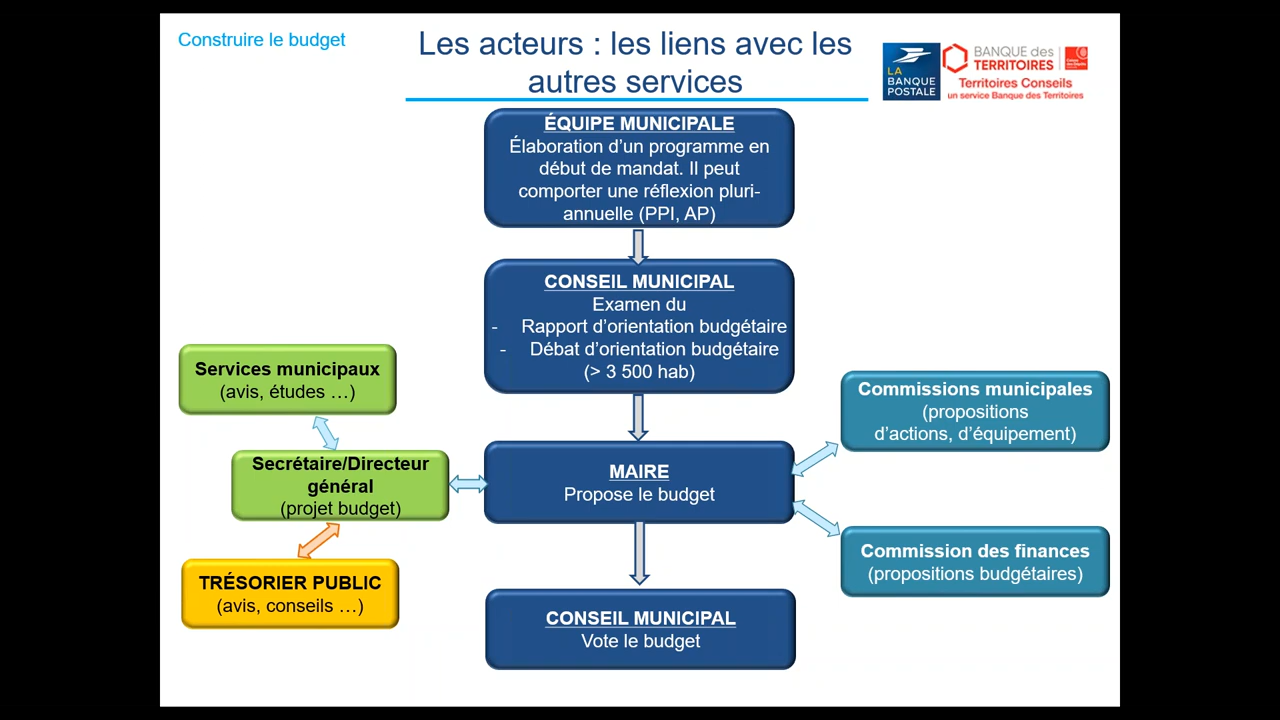 Construire le budget
Les acteurs : les liens avec les
autres services
LA
BANQUE
POSTALE
BANQUE des
TERRITOIRES
Territoires Conseils
un service Banque des Territoires
ÉQUIPE MUNICIPALE
Élaboration d’un programme en
début de mandat. Il peut
comporter une réflexion pluri-
annuelle (PPI, AP)
CONSEIL MUNICIPAL
Examen du
- Rapport d’orientation budgétaire
- Débat d’orientation budgétaire
(> 3 500 hab)
Services municipaux
(avis, études …)
Secrétaire/Directeur
général
(projet budget)
TRÉSORIER PUBLIC
(avis, conseils …)
MAIRE
Propose le budget
Commissions municipales
(propositions
d’actions, d’équipement)
Commission des finances
(propositions budgétaires)
CONSEIL MUNICIPAL
Vote le budget